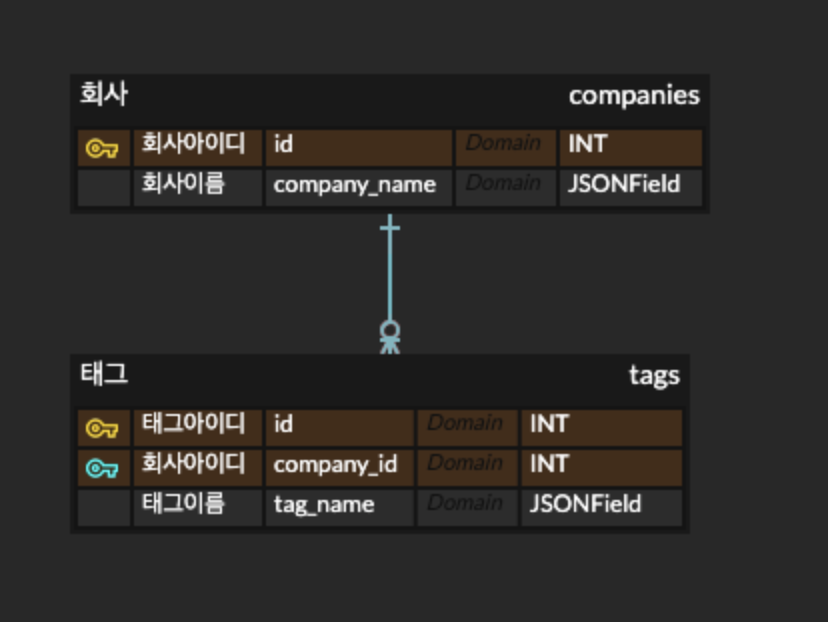 회사 companies
회사아이디 id Domain INT
회사이름 company_name Domain JSONField
태그 tags
태그아이디 id Domain INT
회사아이디 company_id Domain INT
태그이름 tag_name Domain JSONField